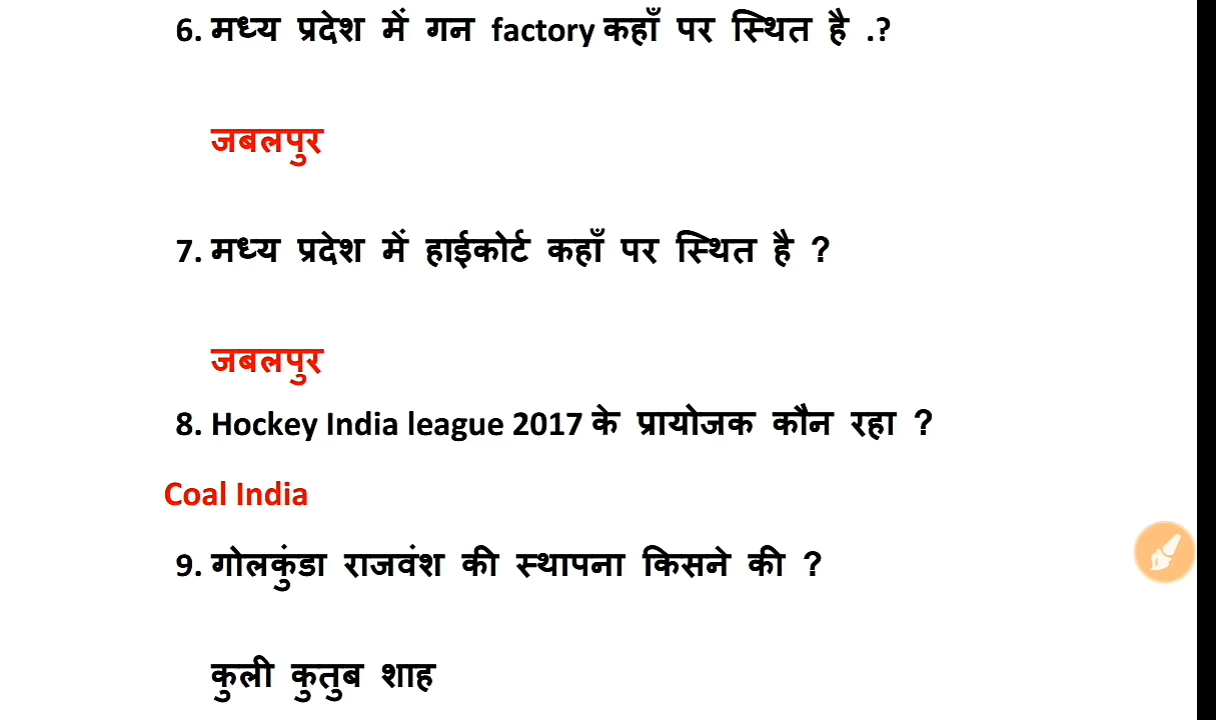 6. मध्य प्रदेश में गन factory कहाँ पर स्थित है .?
जबलपुर
7. मध्य प्रदेश में हाईकोर्ट कहाँ पर स्थित है ?
जबलपुर
8. Hockey India league 2017 के प्रायोजक कौन रहा ?
Coal India
9. गोलकुंडा राजवंश की स्थापना किसने की ?
कुली कुतुब शाह